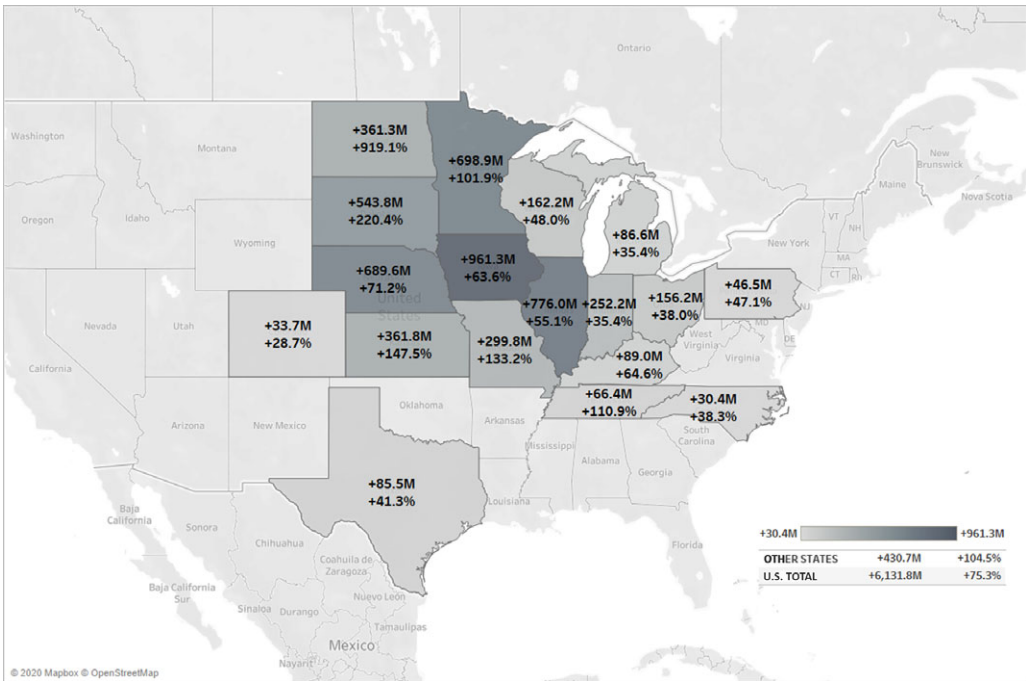 Ontario
Washington
Montana
+361.3M
+919.1%
+698.9M
+101.9%
New
Brunswick
Maine
Nova Scotia
Oregon
Idaho
+543.8M
+220.4%
+162.2M
+48.0%
+86.6M
+35.4%
VT
NH
New York
MA
CT
RI
Wyoming
+689.6M
+71.2%
+961.3M
+63.6%
+46.5M
+47.1%
United
States
+776.0M
+55.1%
+252.2M
+35.4%
+156.2M
+38.0%
Nevada
Utah
+33.7M
+28.7%
+361.8M
+147.5%
+299.8M
+133.2%
West
Virginia
MD
DE
Virginia
California
+89.0M
+64.6%
+66.4M
+110.9%
+30.4M
+38.3%
Arizona
New Mexico
Oklahoma
Arkansas
South
Carolina
Mississippi
Alabama
Georgia
+85.5M
+41.3%
Louisiana
Baja
California
Sonora
Chihuahua
Coahuila de
Zaragoza
Florida
+30.4M
+961.3M
OTHER STATES +430.7M +104.5%
U.S. TOTAL +6,131.8M +75.3%
Baja California
Sur
Sinaloa
Durango
Nuevo León
Tamaulipas
Mexico
Nayarit
© 2020 Mapbox © OpenStreetMap